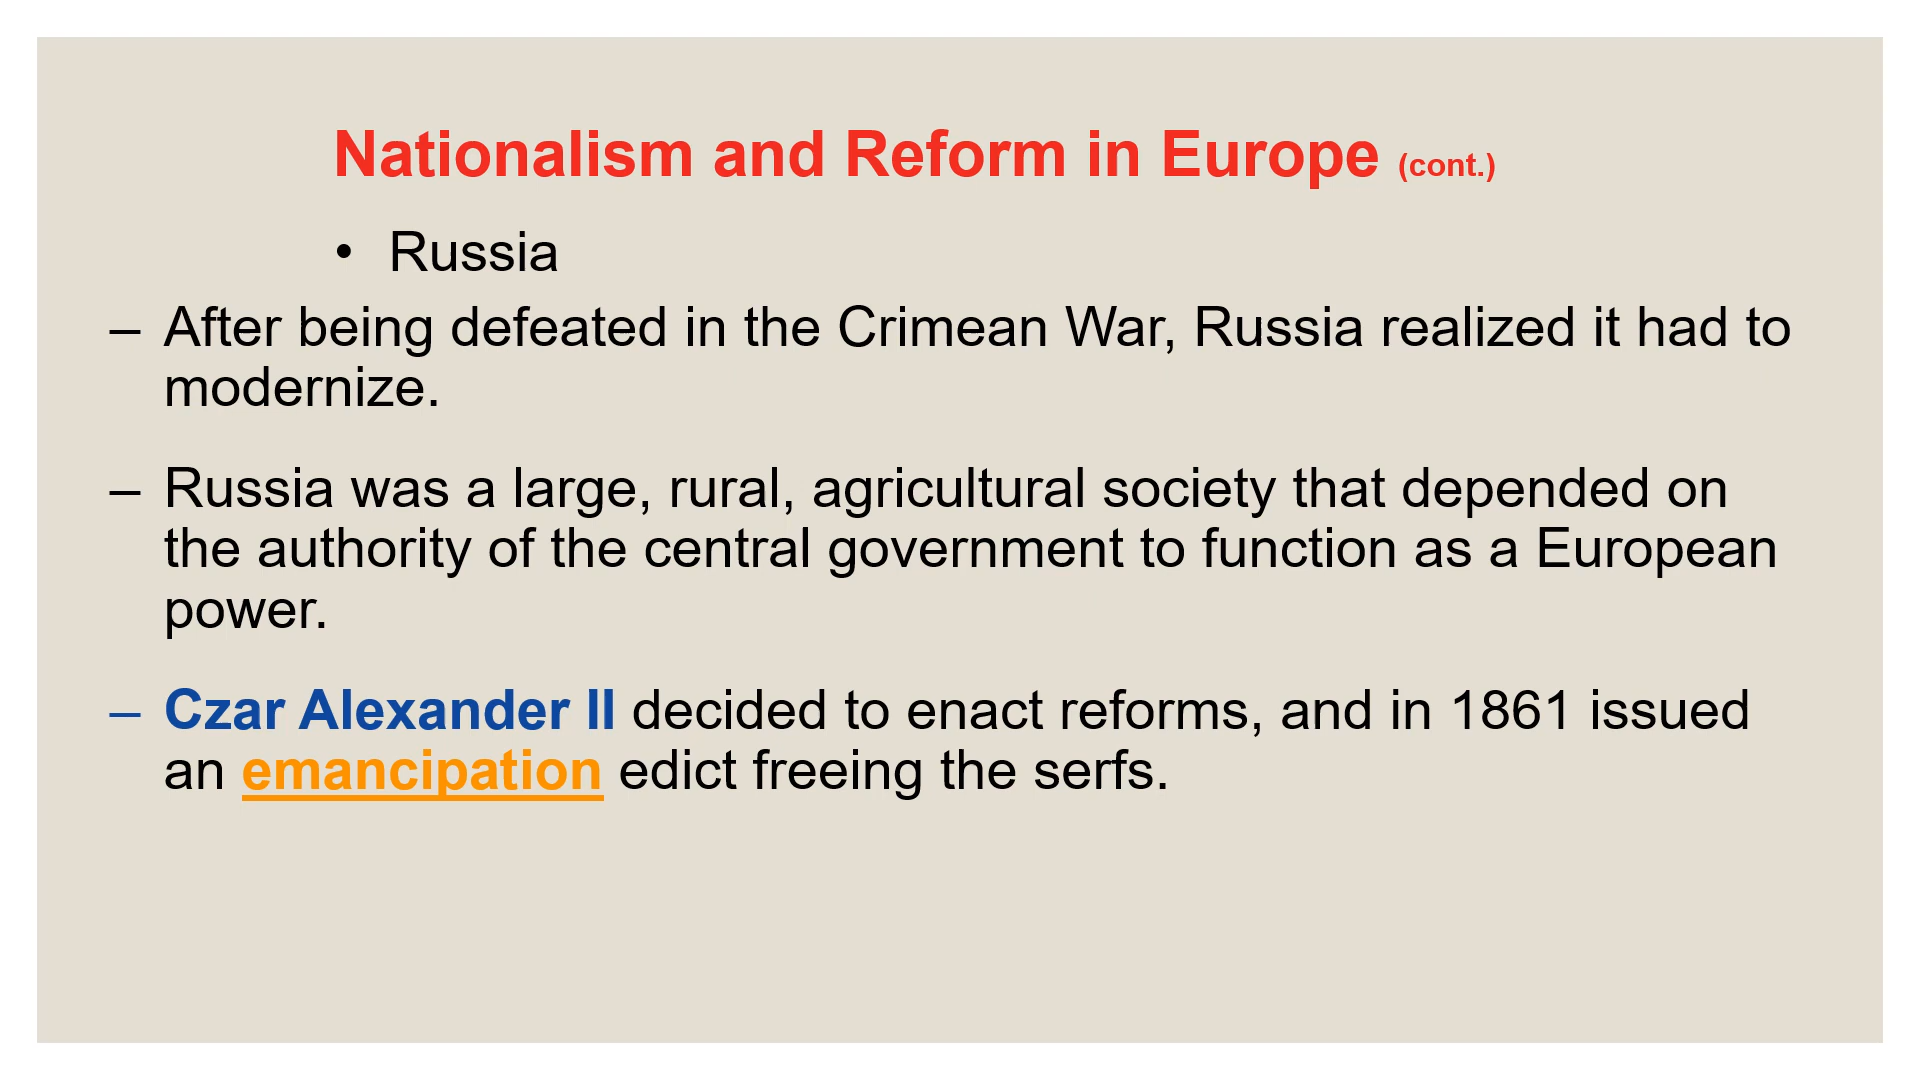 Nationalism and Reform in Europe (cont.)
• Russia
– After being defeated in the Crimean War, Russia realized it had to
modernize.
– Russia was a large, rural, agricultural society that depended on
the authority of the central government to function as a European
power.
– Czar Alexander II decided to enact reforms, and in 1861 issued
an emancipation edict freeing the serfs.